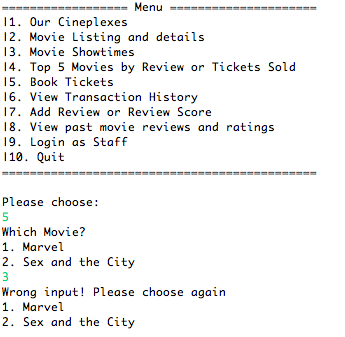 ================== Menu =====================
|1. Our Cineplexes
|2. Movie Listing and details
|3. Movie Showtimes
|4. Top 5 Movies by Review or Tickets Sold
|5. Book Tickets
|6. View Transaction History
|7. Add Review or Review Score
|8. View past movie reviews and ratings
|9. Login as Staff
|10. Quit
=============================================
Please choose:
5
Which Movie?
1. Marvel
2. Sex and the City
3
Wrong input! Please choose again
1. Marvel
2. Sex and the City